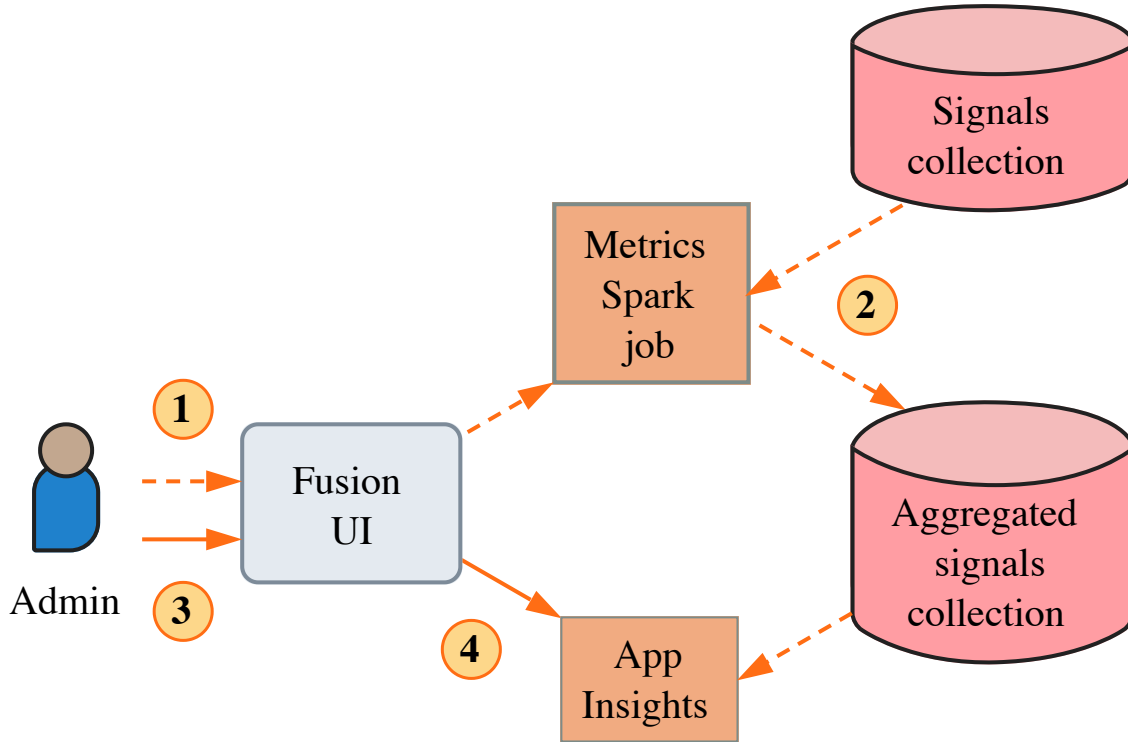 Signals
collection
Metrics
Spark
job
2
1
Fusion
UI
Admin
3
Aggregated
signals
collection
4
App
Insights